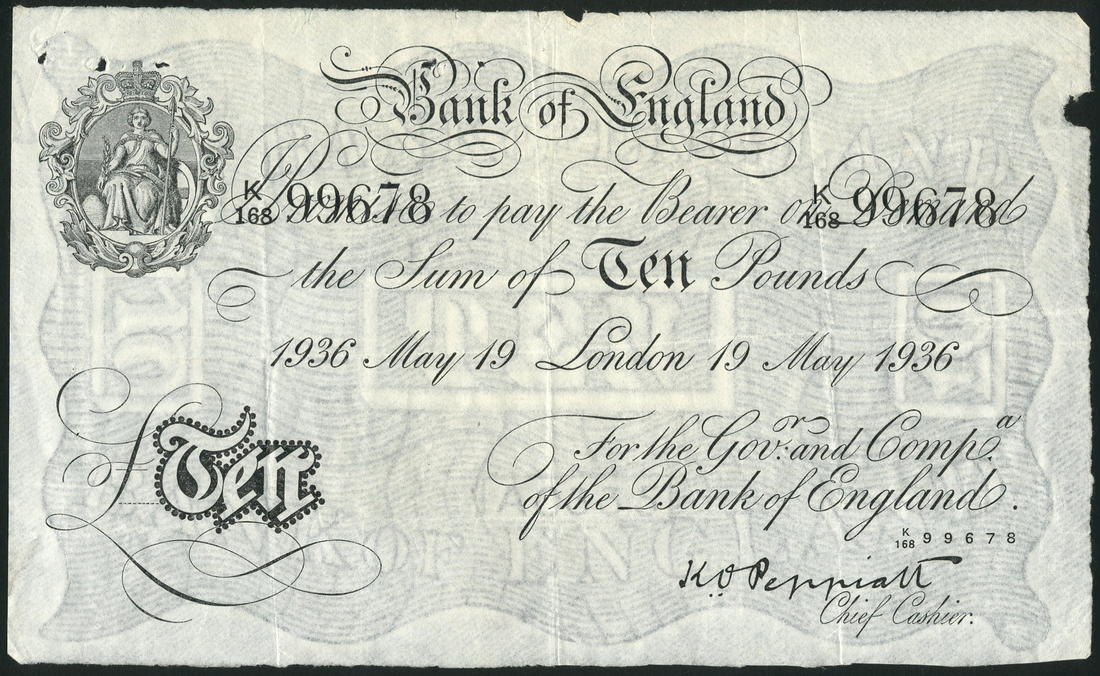 Bank of England
K/168 99678 Promise to pay the Bearer on Demand K/168 99678
the Sum of Ten Pounds
1936 May 19 London 19 May 1936
For the Govr. and Compa.
of the Bank of England.
£ Ten
K/168 99678
K.O. Peppiatt
Chief Cashier.
TEN